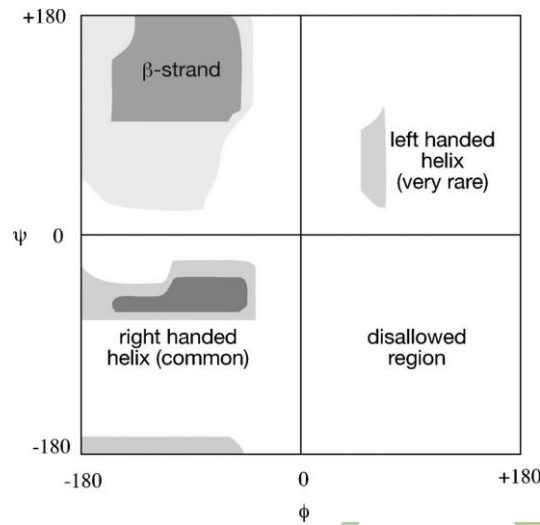 +180
β-strand
left handed
helix
(very rare)
ψ 0
right handed
helix (common)
disallowed
region
-180
-180 0 +180
ϕ